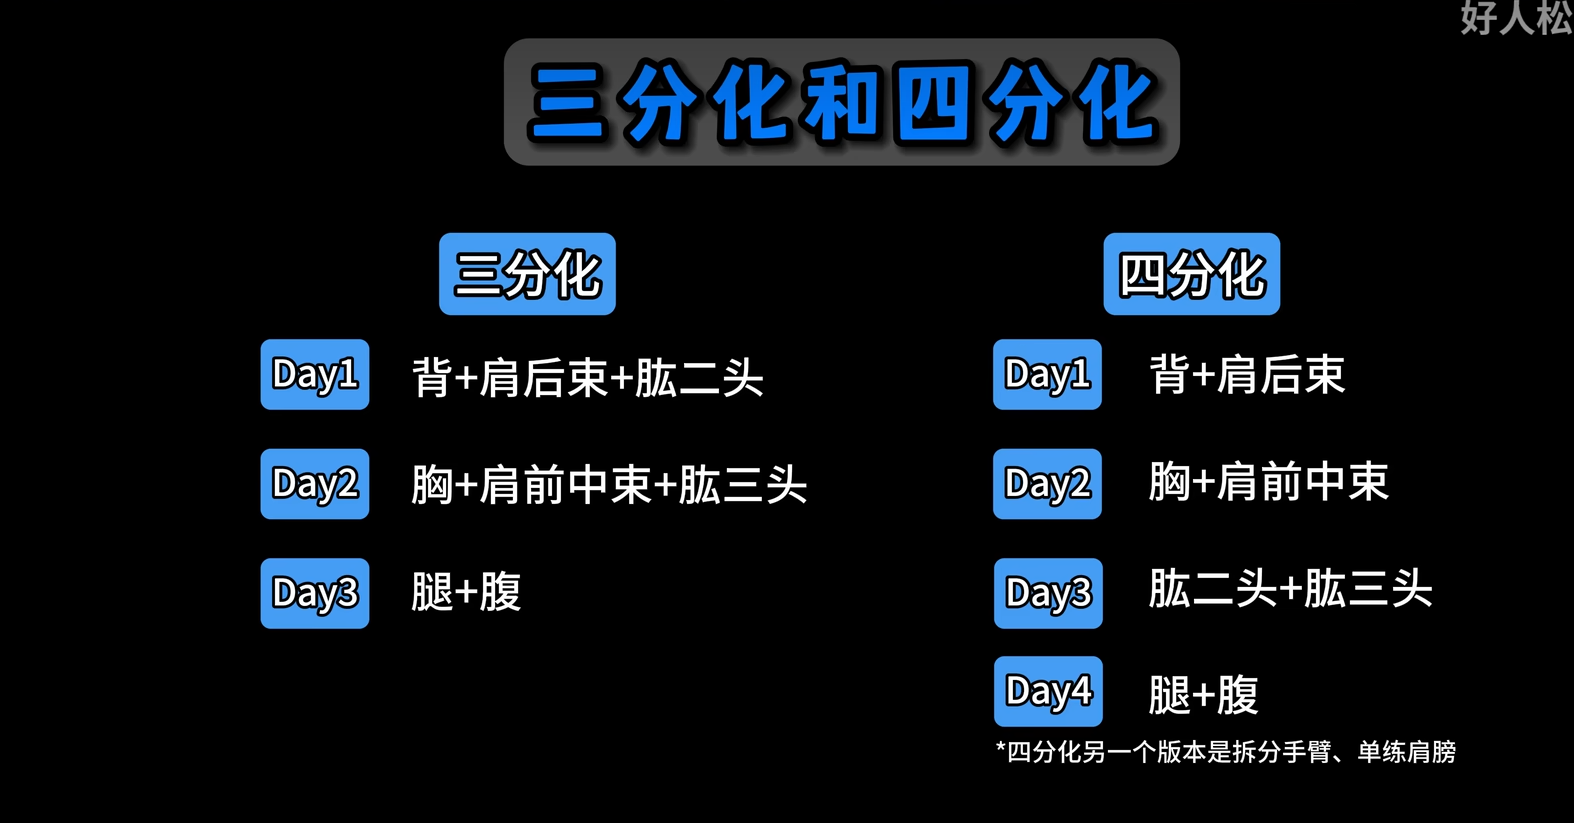 好人松
三分化和四分化
三分化
Day1 背+肩后束+肱二头
Day2 胸+肩前中束+肱三头
Day3 腿+腹
四分化
Day1 背+肩后束
Day2 胸+肩前中束
Day3 肱二头+肱三头
Day4 腿+腹
*四分化另一个版本是拆分手臂、单练肩膀